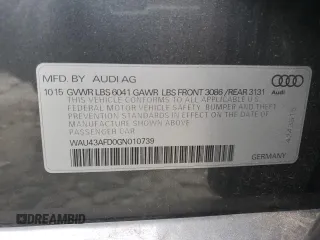 MFD. BY AUDI AG
10 15 GVWR LBS 6041 GAWR LBS FRONT 3086 / REAR 3131
THIS VEHICLE CONFORMS TO ALL APPLICABLE
FEDERAL MOTOR VEHICLE SAFETY, BUMPER AND
THEFT PREVENTION STANDARDS IN EFFECT ON THE
DATE OF MANUFACTURE SHOWN ABOVE.
PASSENGER CAR
WAU43AFD0GN010739
GERMANY
Audi
DREAMBID